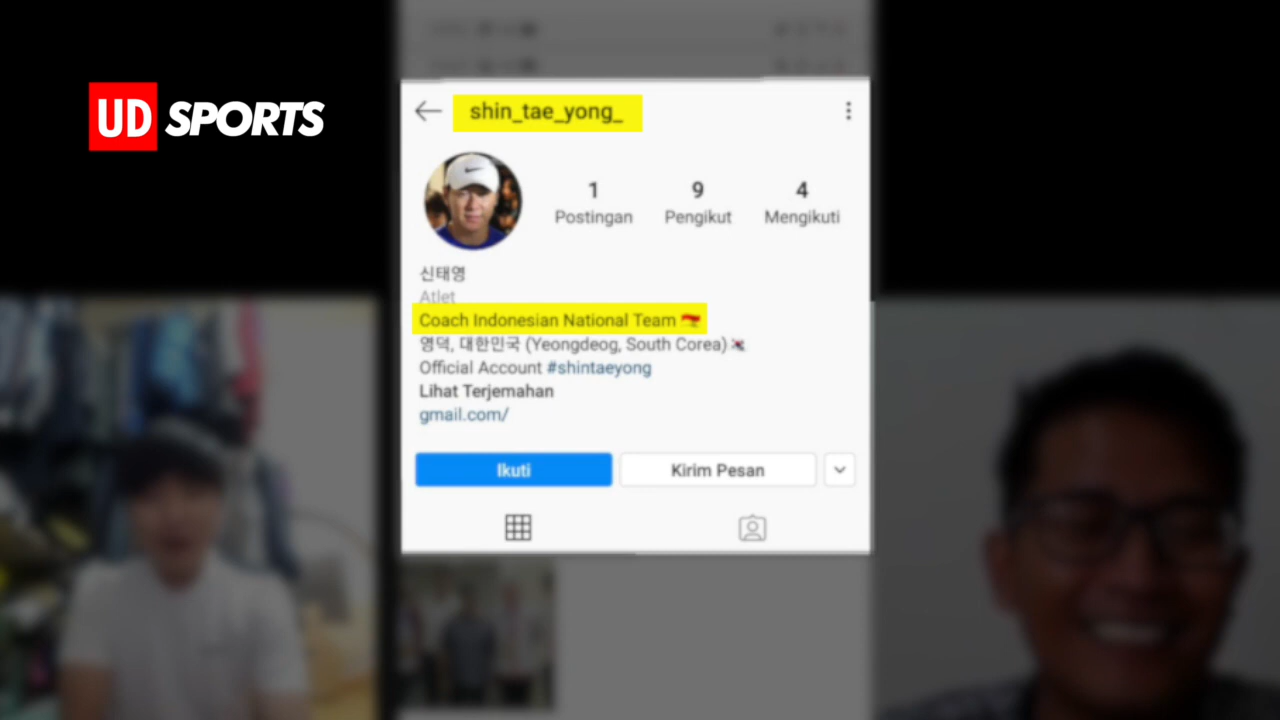 UD SPORTS
shin_tae_yong_
1 9 4
Postingan Pengikut Mengikuti
신태영
Atlet
Coach Indonesian National Team 🇮🇩
영덕, 대한민국 (Yeongdeog, South Corea) 🇰🇷
Official Account #shintaeyong
Lihat Terjemahan
gmail.com/
Ikuti Kirim Pesan